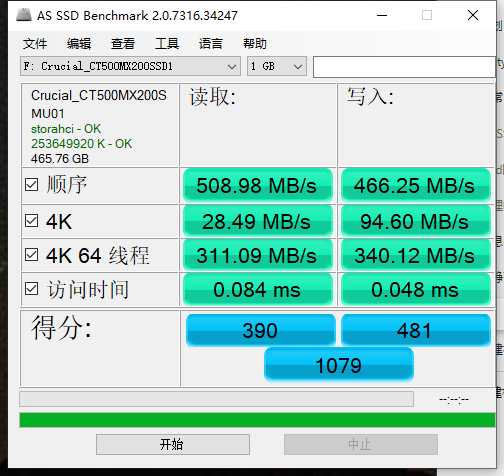 AS SSD Benchmark 2.0.7316.34247
文件 编辑 查看 工具 语言 帮助
F: Crucial_CT500MX200SSD1 1 GB
Crucial_CT500MX200S
MU01
storahci - OK
253649920 K - OK
465.76 GB
读取: 写入:
顺序 508.98 MB/s 466.25 MB/s
4K 28.49 MB/s 94.60 MB/s
4K 64 线程 311.09 MB/s 340.12 MB/s
访问时间 0.084 ms 0.048 ms
得分: 390 481
1079
--:--:--
开始 中止